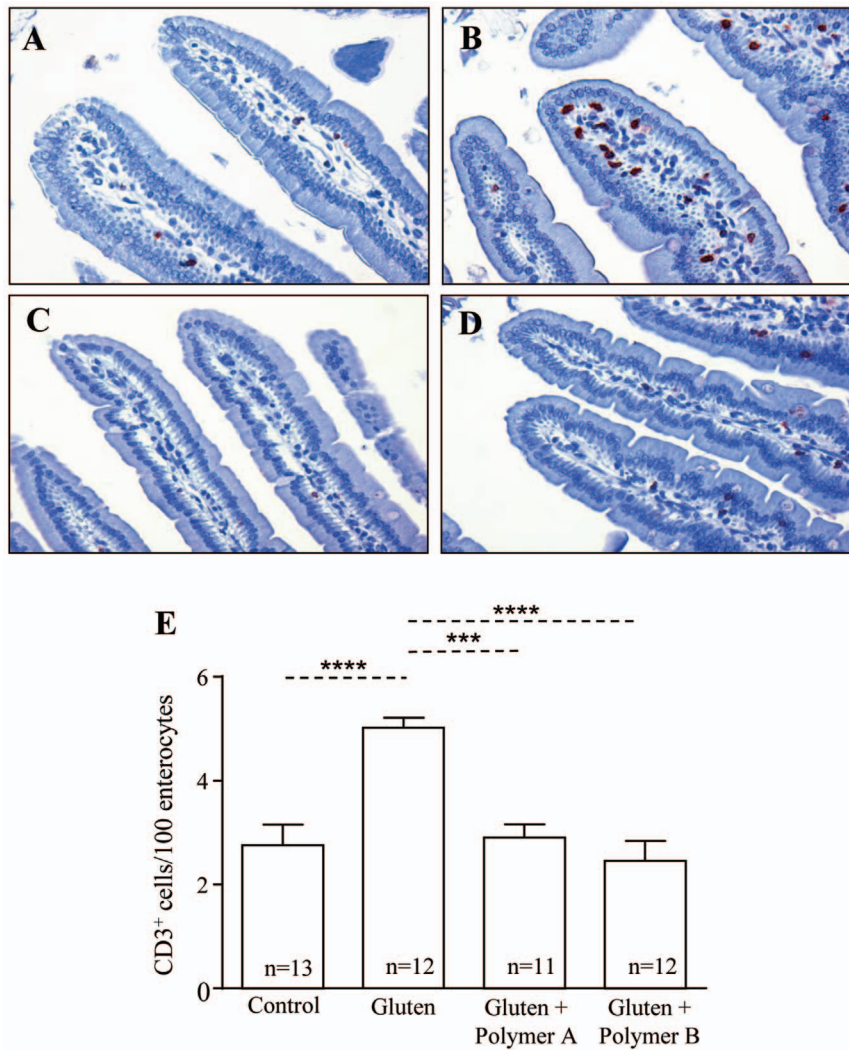 A
B
C
D
E
****
***
****
6
4
2
0
CD3+ cells/100 enterocytes
n=13
n=12
n=11
n=12
Control
Gluten
Gluten +
Polymer A
Gluten +
Polymer B